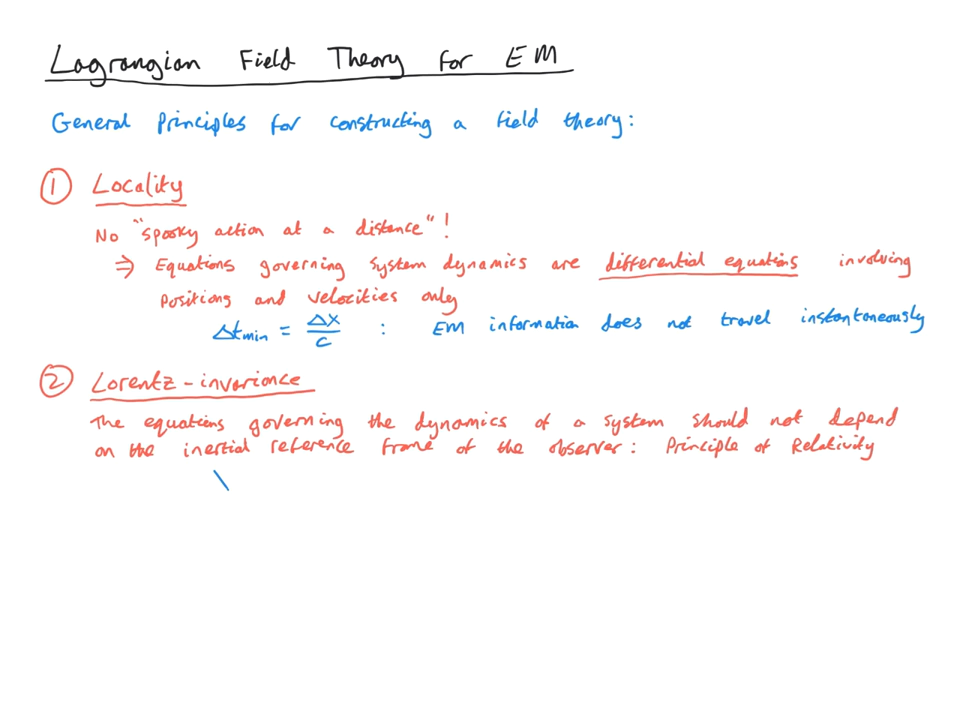 Lagrangian Field Theory for EM
General Principles for constructing a field theory:
① Locality
No "spooky action at a distance"!
⇒ Equations governing system dynamics are differential equations involving
positions and velocities only
Δt_min = Δx/c : EM information does not travel instantaneously
② Lorentz-invariance
The equations governing the dynamics of a system should not depend
on the inertial reference frame of the observer: Principle of Relativity